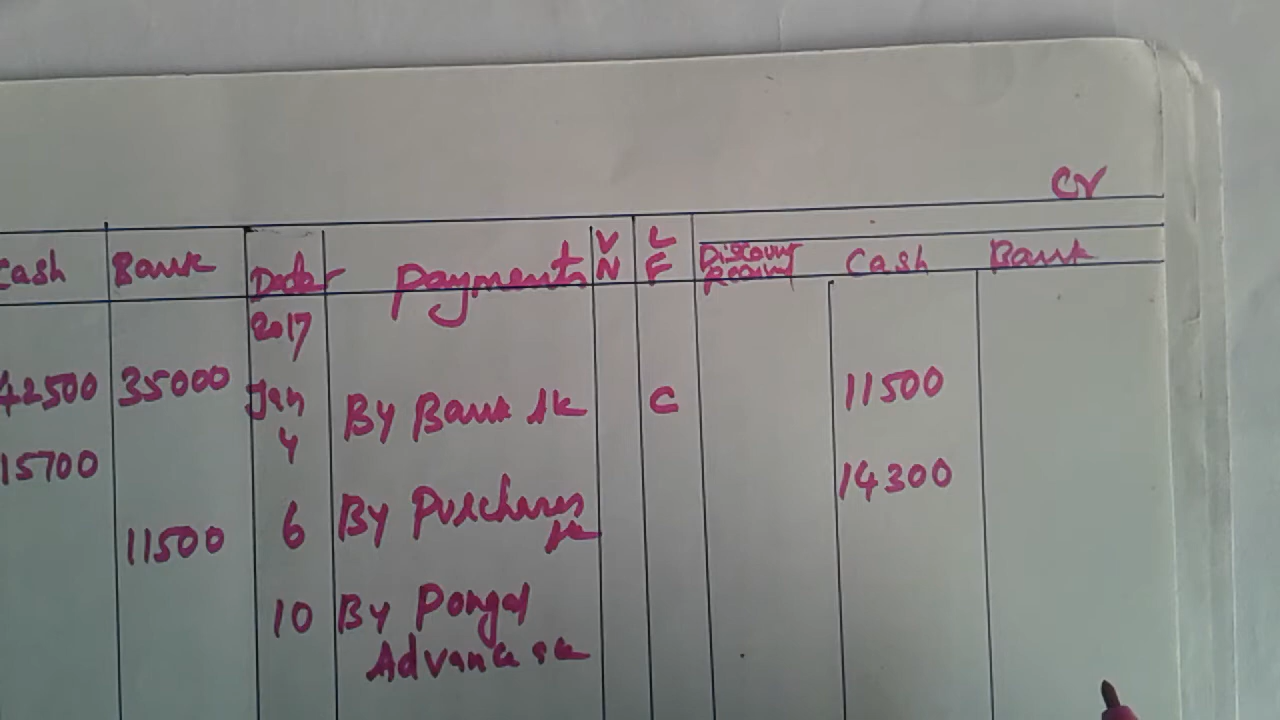 Cr
Cash Bank Date Payments V N L F Discount Cash Bank
2017
42500 35000 Jan 4 By Bank A/c C 11500
15700
14300
11500 6 By Purchases A/c
10 By Pongal
Advance a/c